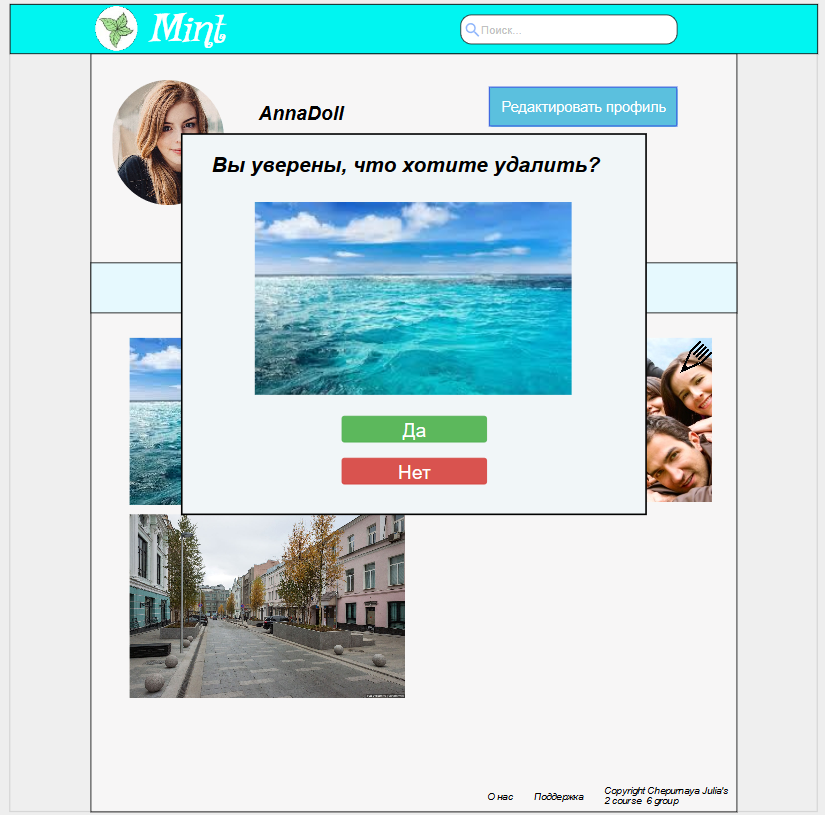 Mint
Поиск...
AnnaDoll
Редактировать профиль
Вы уверены, что хотите удалить?
Да
Нет
О нас
Поддержка
Copyright Chepurnaya Julia's
2 course 6 group